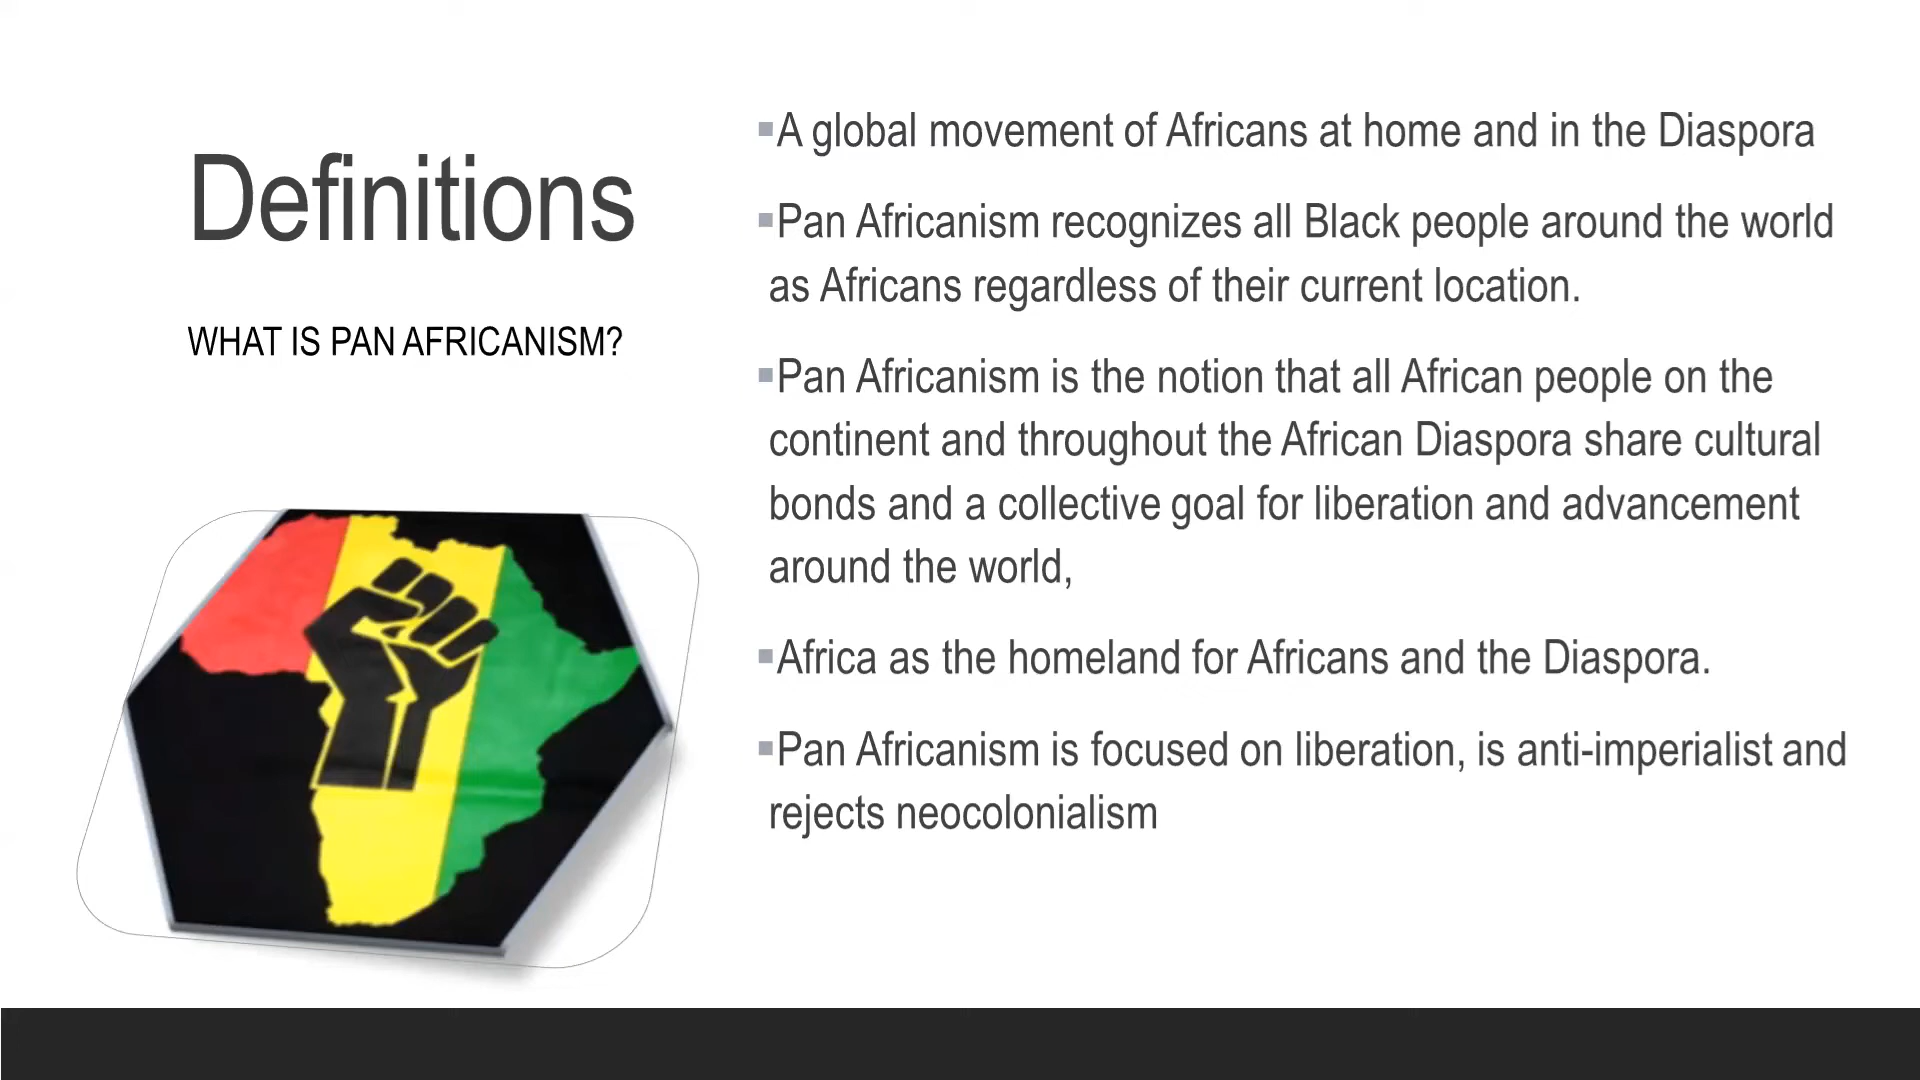 Definitions
WHAT IS PAN AFRICANISM?
▪A global movement of Africans at home and in the Diaspora
▪Pan Africanism recognizes all Black people around the world
as Africans regardless of their current location.
▪Pan Africanism is the notion that all African people on the
continent and throughout the African Diaspora share cultural
bonds and a collective goal for liberation and advancement
around the world,
▪Africa as the homeland for Africans and the Diaspora.
▪Pan Africanism is focused on liberation, is anti-imperialist and
rejects neocolonialism